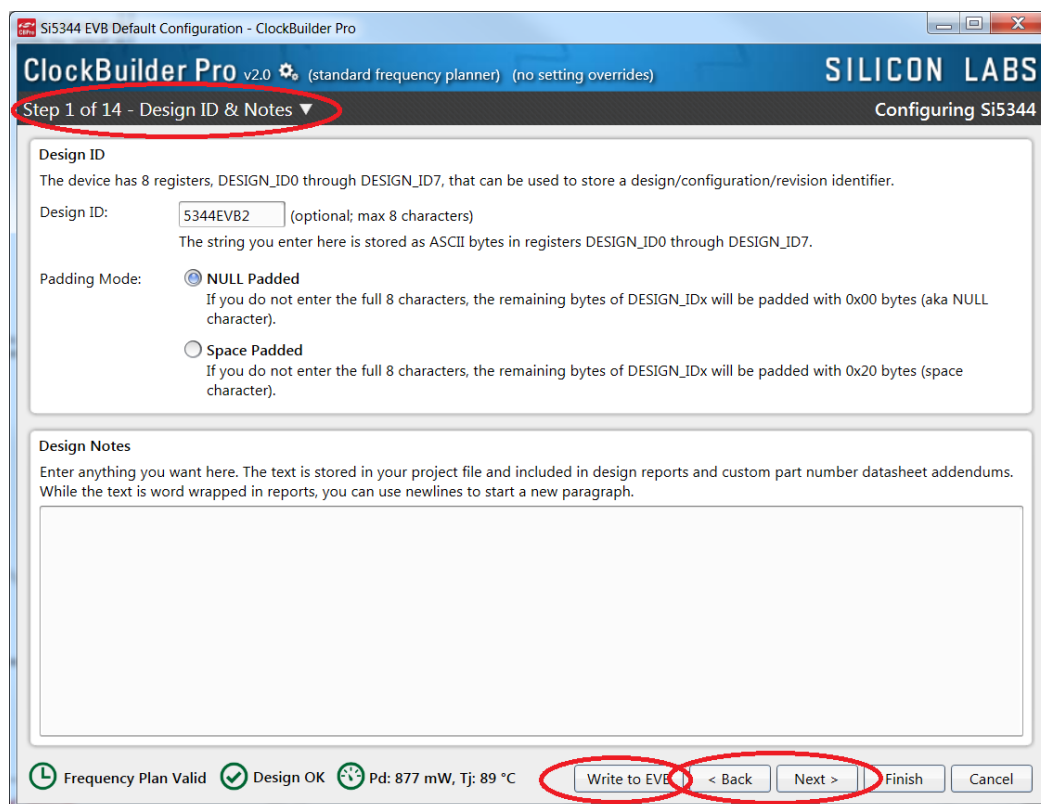 Si5344 EVB Default Configuration - ClockBuilder Pro
ClockBuilder Pro v2.0 (standard frequency planner) (no setting overrides) SILICON LABS
Step 1 of 14 - Design ID & Notes ▼ Configuring Si5344
Design ID
The device has 8 registers, DESIGN_ID0 through DESIGN_ID7, that can be used to store a design/configuration/revision identifier.
Design ID: 5344EVB2 (optional; max 8 characters)
The string you enter here is stored as ASCII bytes in registers DESIGN_ID0 through DESIGN_ID7.
Padding Mode: NULL Padded
If you do not enter the full 8 characters, the remaining bytes of DESIGN_IDx will be padded with 0x00 bytes (aka NULL
character).
Space Padded
If you do not enter the full 8 characters, the remaining bytes of DESIGN_IDx will be padded with 0x20 bytes (space
character).
Design Notes
Enter anything you want here. The text is stored in your project file and included in design reports and custom part number datasheet addendums.
While the text is word wrapped in reports, you can use newlines to start a new paragraph.
Frequency Plan Valid Design OK Pd: 877 mW, Tj: 89 °C Write to EVB < Back Next > Finish Cancel